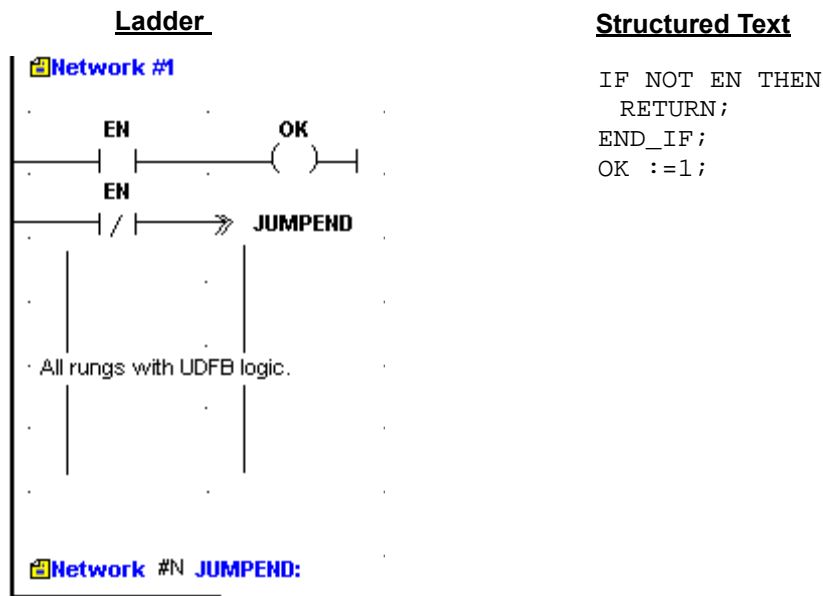 Ladder
Network #1
EN OK
EN
JUMPEND
All rungs with UDFB logic.
Network #N JUMPEND:
Structured Text
IF NOT EN THEN
RETURN;
END_IF;
OK :=1;